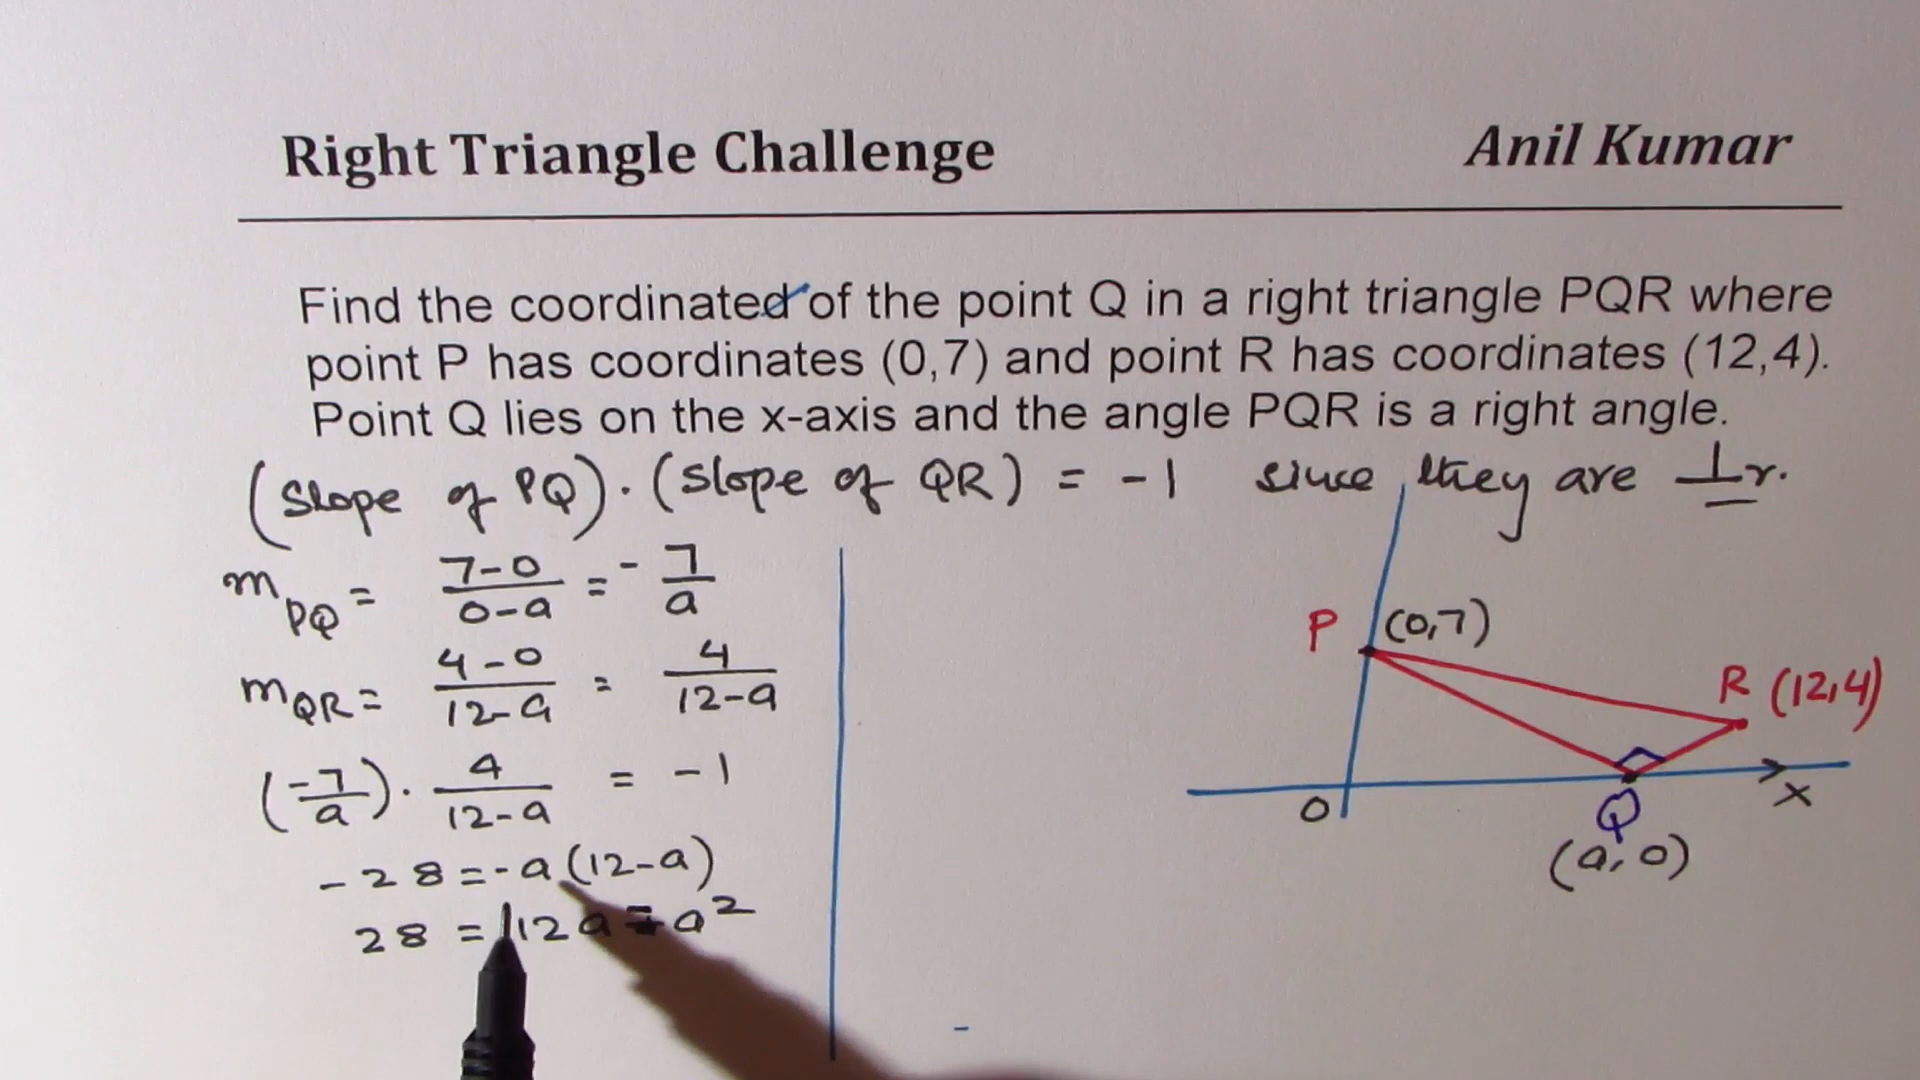 Right Triangle Challenge
Anil Kumar
Find the coordinated of the point Q in a right triangle PQR where
point P has coordinates (0,7) and point R has coordinates (12,4).
Point Q lies on the x-axis and the angle PQR is a right angle.
(Slope of PQ) . (Slope of QR) = -1 since they are ⊥r.
m PQ = 7-0 / 0-a = - 7/a
m QR = 4-0 / 12-a = 4 / 12-a
(-7/a) . 4 / 12-a = -1
-28 = -a(12-a)
28 = 12a - a²
P (0,7)
R (12,4)
O
Q
x
(a,0)